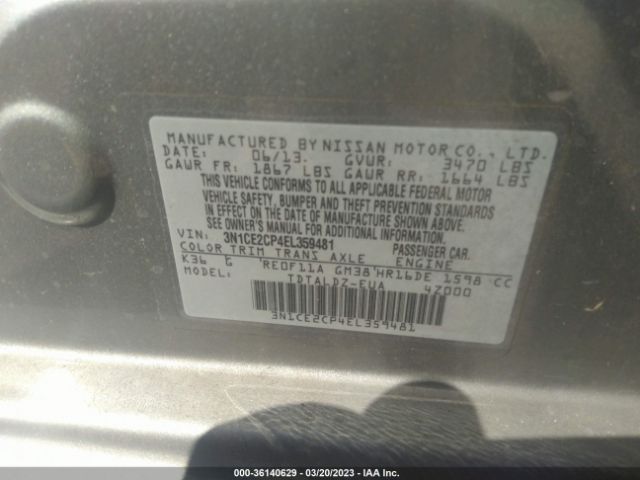 MANUFACTURED BY NISSAN MOTOR CO., LTD.
DATE: 06/13. GVWR: 3470 LBS
GAWR FR: 1867 LBS GAWR RR: 1664 LBS
THIS VEHICLE CONFORMS TO ALL APPLICABLE FEDERAL MOTOR
VEHICLE SAFETY, BUMPER AND THEFT PREVENTION STANDARDS
IN EFFECT ON THE DATE OF MANUFACTURE SHOWN ABOVE.
SEE OWNER'S MANUAL FOR ADDITIONAL INFORMATION.
VIN: 3N1CE2CP4EL359481 PASSENGER CAR.
COLOR TRIM TRANS AXLE ENGINE
K36 G RE0F11A GM38 HR16DE 1598 CC
MODEL: TDTALDZ-EUA 4Z000
3N1CE2CP4EL359481
000-36140629 - 03/20/2023 - IAA Inc.